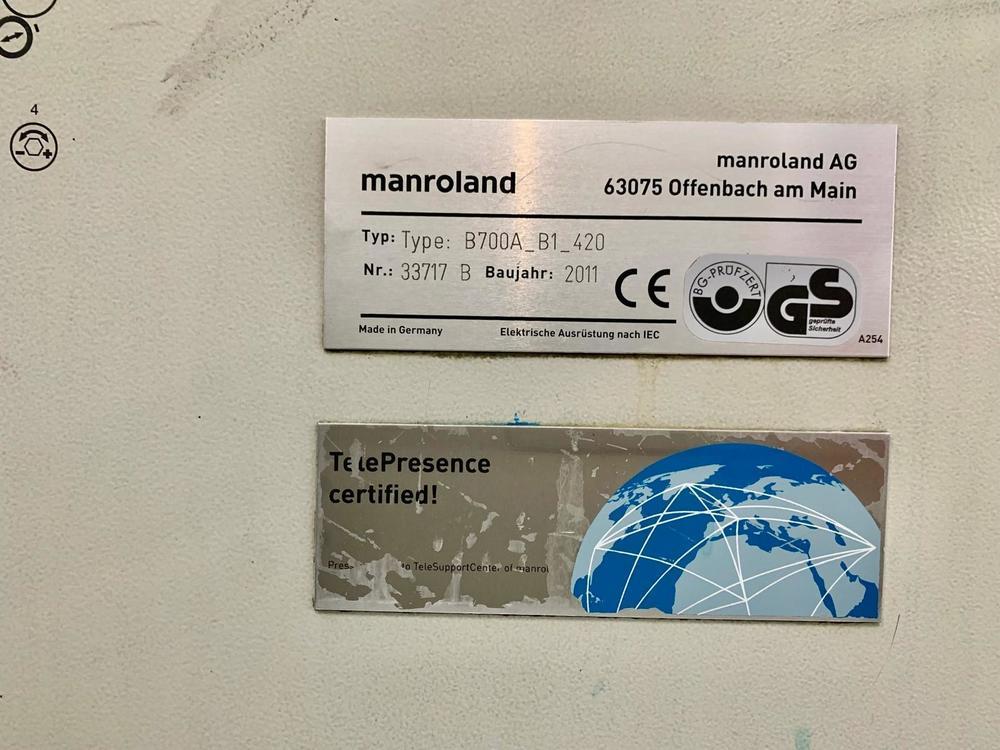 4
manroland
manroland AG
63075 Offenbach am Main
Typ: Type: B700A_B1_420
Nr.: 33717 B Baujahr: 2011
CE
BG-PRÜFZERT
GS
geprüfte
Sicherheit
Made in Germany
Elektrische Ausrüstung nach IEC
A254
TelePresence
certified!
to TeleSupportCenter of